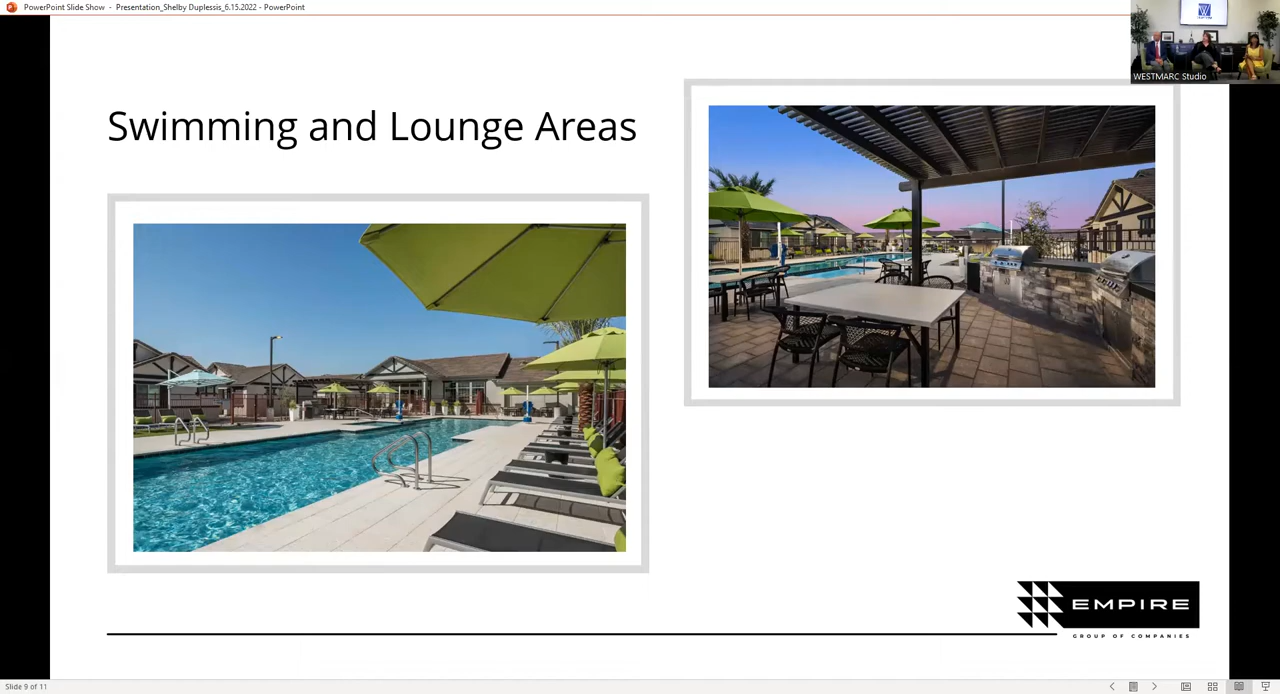 PowerPoint Slide Show - Presentation_Shelby Duplessis_6.15.2022 - PowerPoint
WESTMARC Studio
Swimming and Lounge Areas
EMPIRE
GROUP OF COMPANIES
Slide 9 of 11